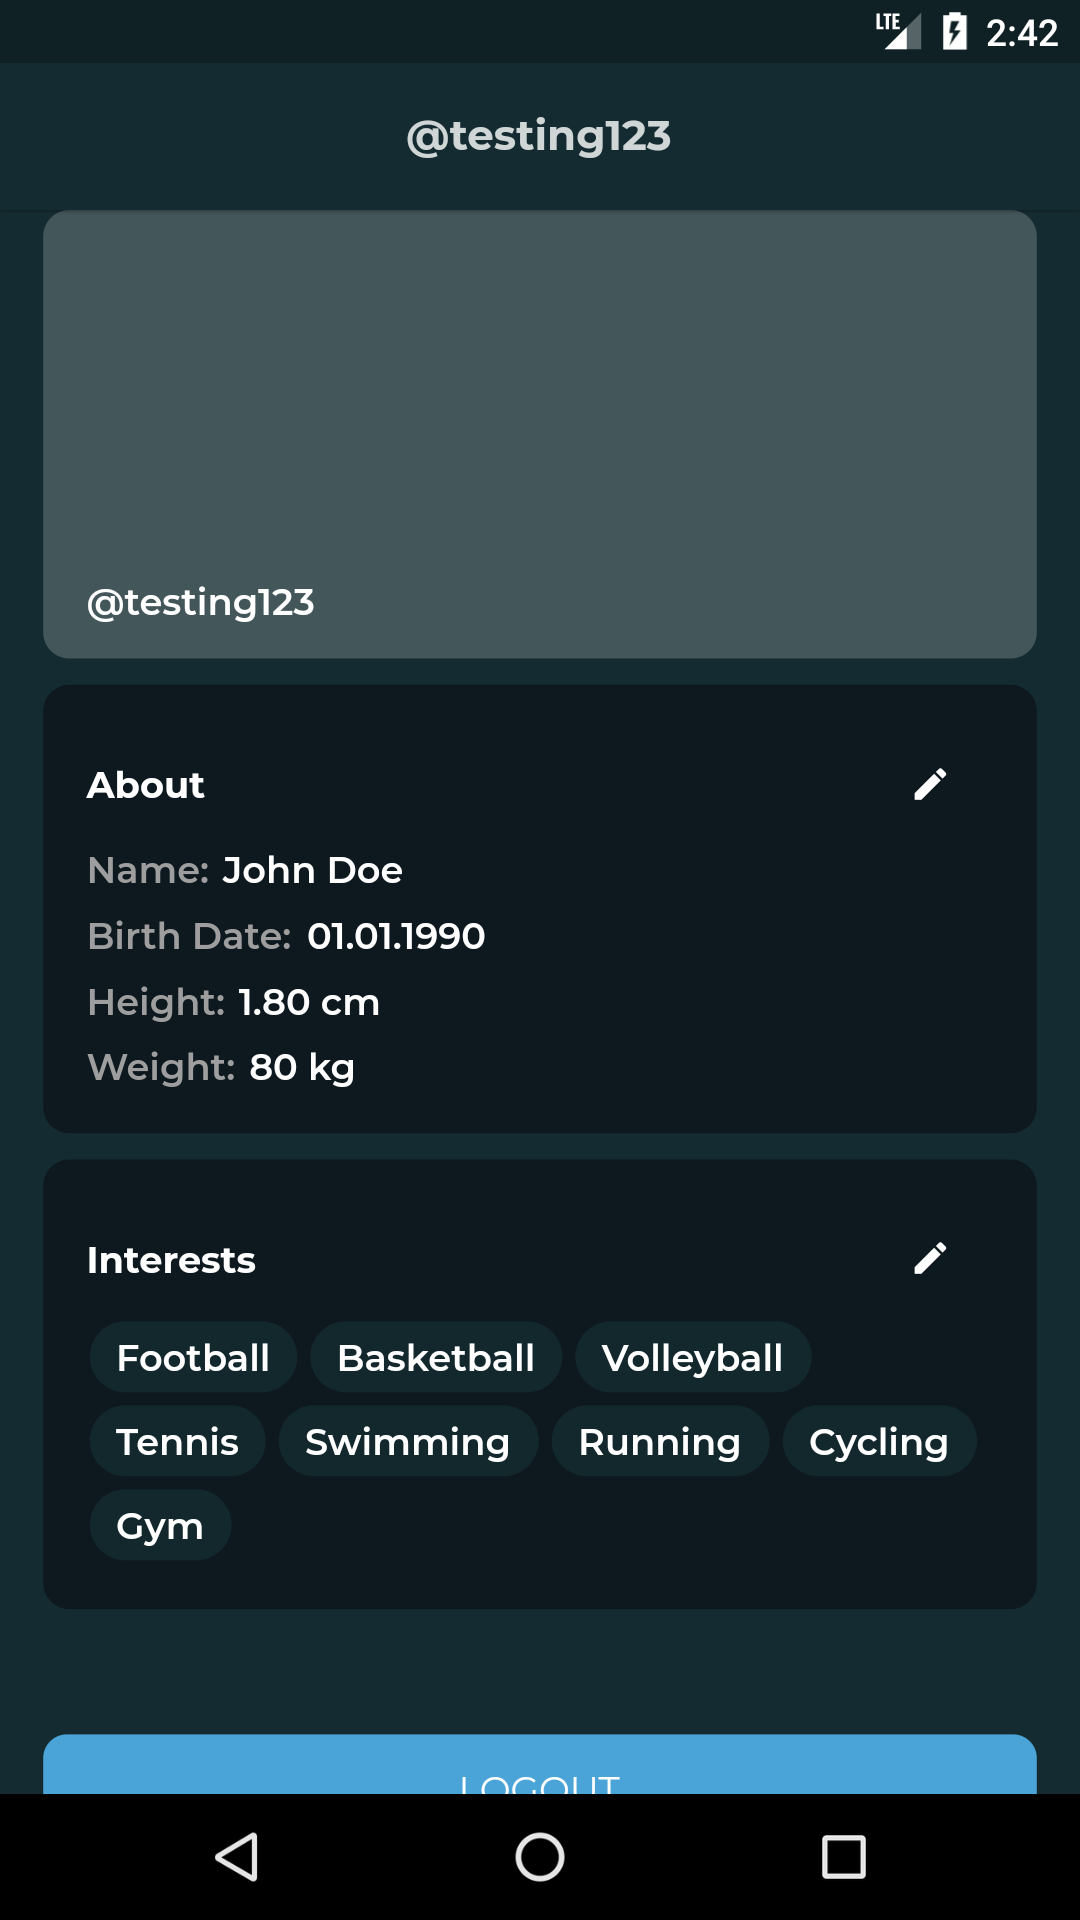 LTE 2:42
@testing123
@testing123
About
Name: John Doe
Birth Date: 01.01.1990
Height: 1.80 cm
Weight: 80 kg
Interests
Football Basketball Volleyball
Tennis Swimming Running Cycling
Gym
LOGOUT